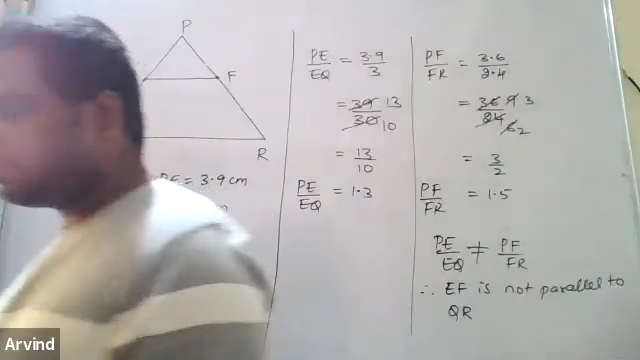 P
F
R
PE = 3.9 cm
m
PE/EQ = 3.9/3
= 39/30 13/10
= 13/10
PE/EQ = 1.3
PF/FR = 3.6/2.4
= 36/24 9 3/6 2
= 3/2
PF/FR = 1.5
PE/EQ ≠ PF/FR
∴ EF is not parallel to
QR
Arvind